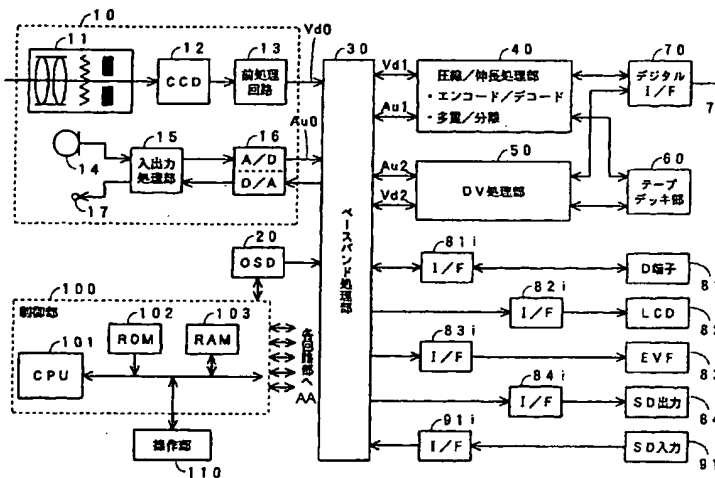 10
11
12
13
Vd0
CCD
前処理
回路
Au0
14
15
入出力
処理部
16
A/D
D/A
17
20
OSD
30
ベースバンド処理部
40
Vd1
圧縮/伸長処理部
・エンコード/デコード
・多重/分離
Au1
70
デジタル
I/F
7
50
Au2
DV処理部
Vd2
60
テープ
デッキ部
81i
I/F
D端子
82i
I/F
LCD
83i
I/F
EVF
84i
I/F
SD出力
91i
I/F
SD入力
100
制御部
101
CPU
102
ROM
103
RAM
全回路部へ
AA
操作部
110